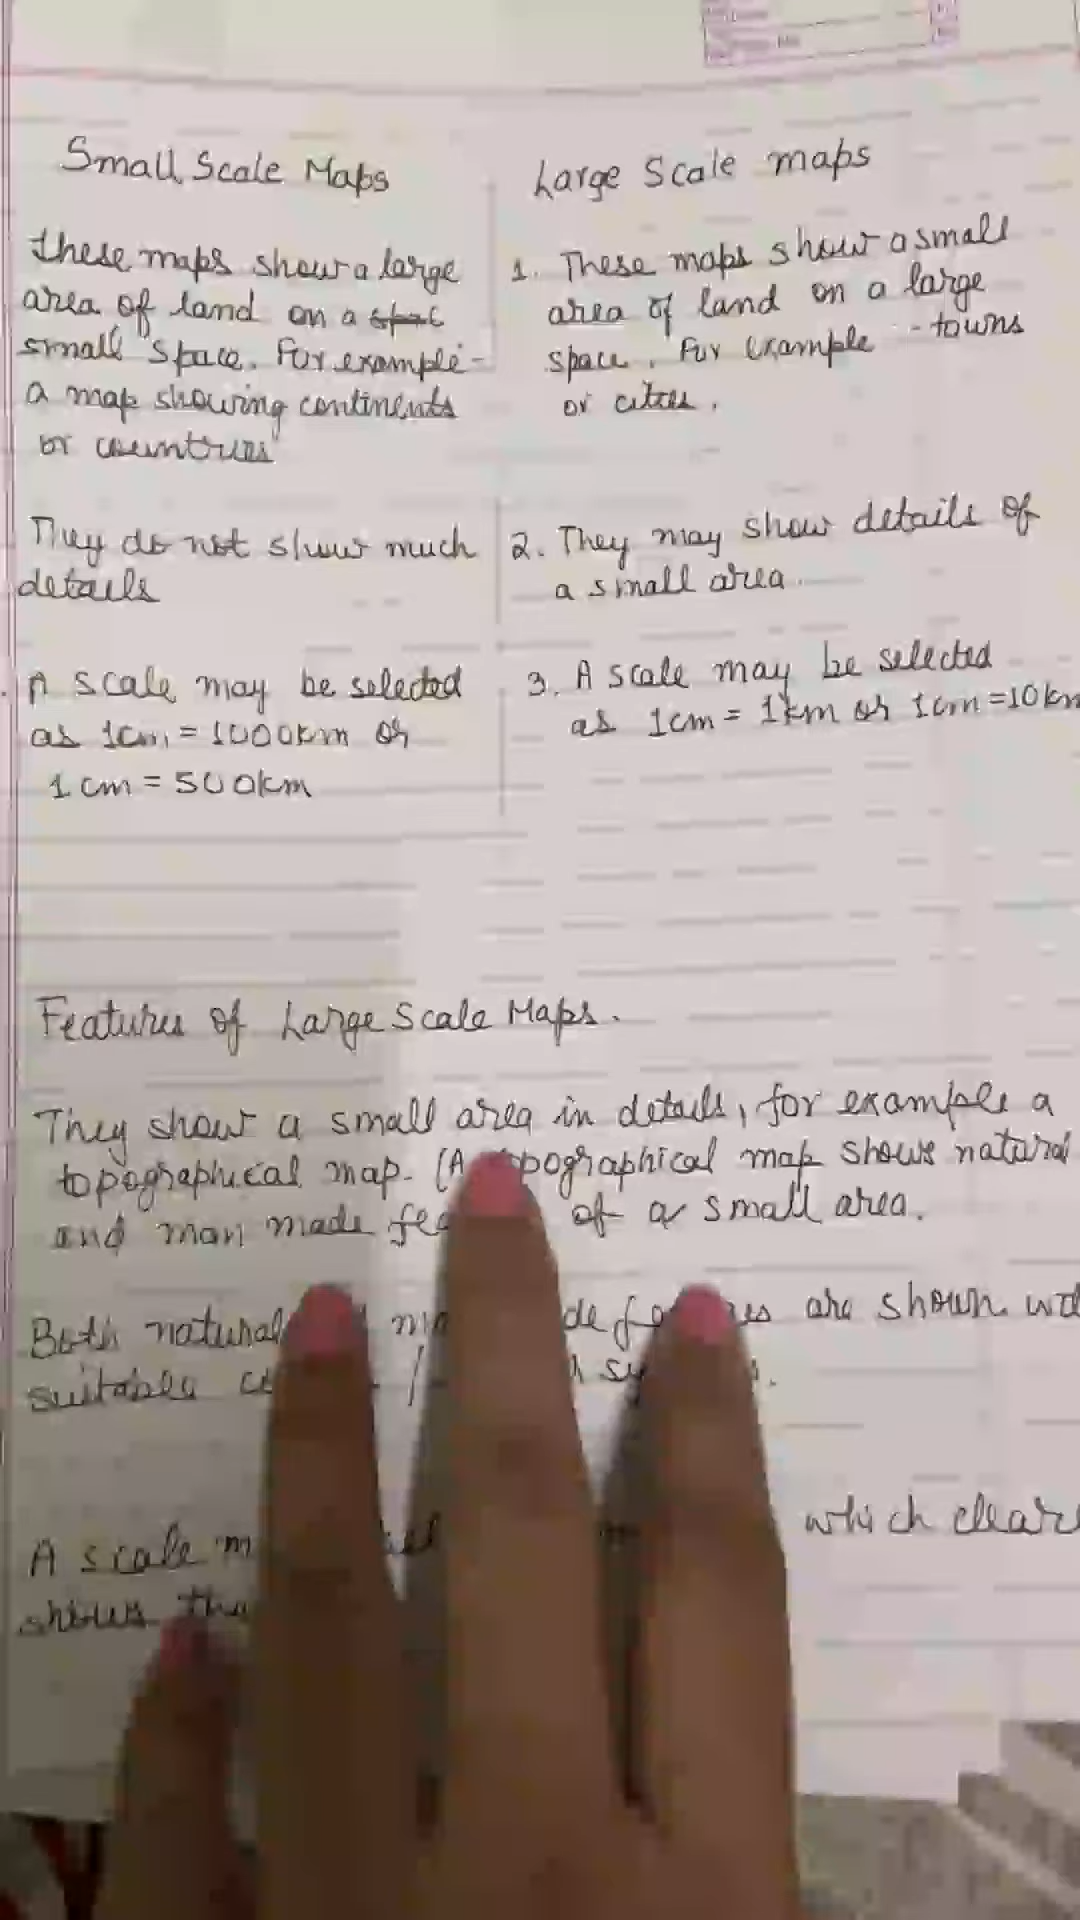 Small Scale Maps
These maps show a large
area of land on a
small space. For example -
a map showing continents
or countries
They do not show much
details
A scale may be selected
as 1cm = 1000km or
1 cm = 500km
Large Scale maps
1. These maps show a small
area of land on a large
space. For example - towns
or cities.
2. They may show details of
a small area
3. A scale may be selected
as 1cm = 1km or 1cm = 10km
Features of Large Scale Maps.
They show a small area in details, for example a
topographical map. (A topographical map shows natural
and man made of a small area.
Both natural are shown
suitable
A scale which
shows